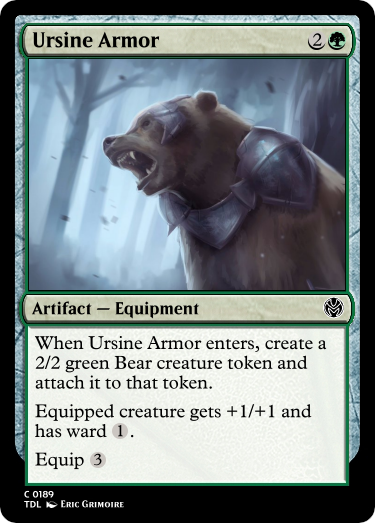 Ursine Armor 2
Artifact — Equipment
When Ursine Armor enters, create a
2/2 green Bear creature token and
attach it to that token.
Equipped creature gets +1/+1 and
has ward 1.
Equip 3
C 0189
TDL Eric Grimoire